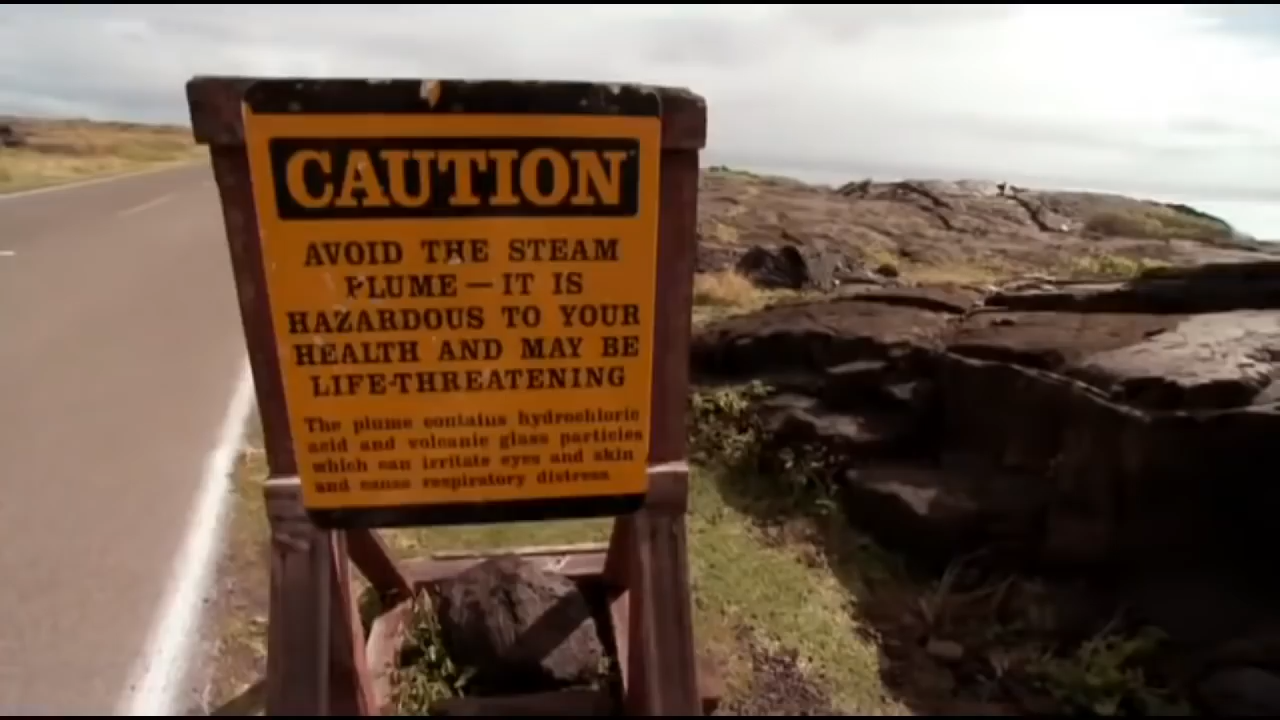 CAUTION
AVOID THE STEAM
PLUME—IT IS
HAZARDOUS TO YOUR
HEALTH AND MAY BE
LIFE-THREATENING
The plume contains hydrochloric
acid and volcanic glass particles
which can irritate eyes and skin
and cause respiratory distress